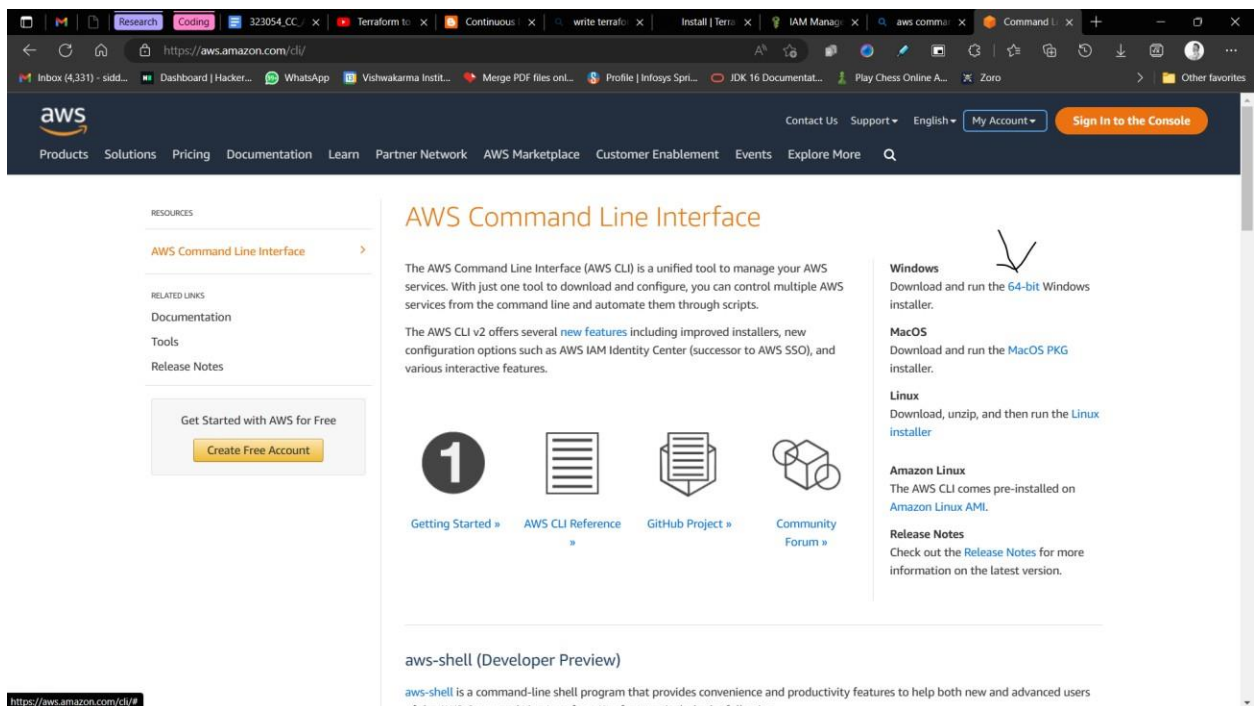 Research
Coding
323054_CC_/
Terraform to
Continuous I
write terrafo
Install | Terra
IAM Manage
aws comma
Command L
https://aws.amazon.com/cli/
Inbox (4,331) - sidd...
Dashboard | Hacker...
WhatsApp
Vishwakarma Instit...
Merge PDF files onl...
Profile | Infosys Spri...
JDK 16 Documentat...
Play Chess Online A...
Zoro
Other favorites
aws
Contact Us Support English My Account Sign In to the Console
Products Solutions Pricing Documentation Learn Partner Network AWS Marketplace Customer Enablement Events Explore More
RESOURCES
AWS Command Line Interface
RELATED LINKS
Documentation
Tools
Release Notes
Get Started with AWS for Free
Create Free Account
AWS Command Line Interface
The AWS Command Line Interface (AWS CLI) is a unified tool to manage your AWS
services. With just one tool to download and configure, you can control multiple AWS
services from the command line and automate them through scripts.
The AWS CLI v2 offers several new features including improved installers, new
configuration options such as AWS IAM Identity Center (successor to AWS SSO), and
various interactive features.
1
Getting Started »
AWS CLI Reference
»
GitHub Project »
Community
Forum »
Windows
Download and run the 64-bit Windows
installer.
MacOS
Download and run the MacOS PKG
installer.
Linux
Download, unzip, and then run the Linux
installer
Amazon Linux
The AWS CLI comes pre-installed on
Amazon Linux AMI.
Release Notes
Check out the Release Notes for more
information on the latest version.
aws-shell (Developer Preview)
aws-shell is a command-line shell program that provides convenience and productivity features to help both new and advanced users
https://aws.amazon.com/cli/#